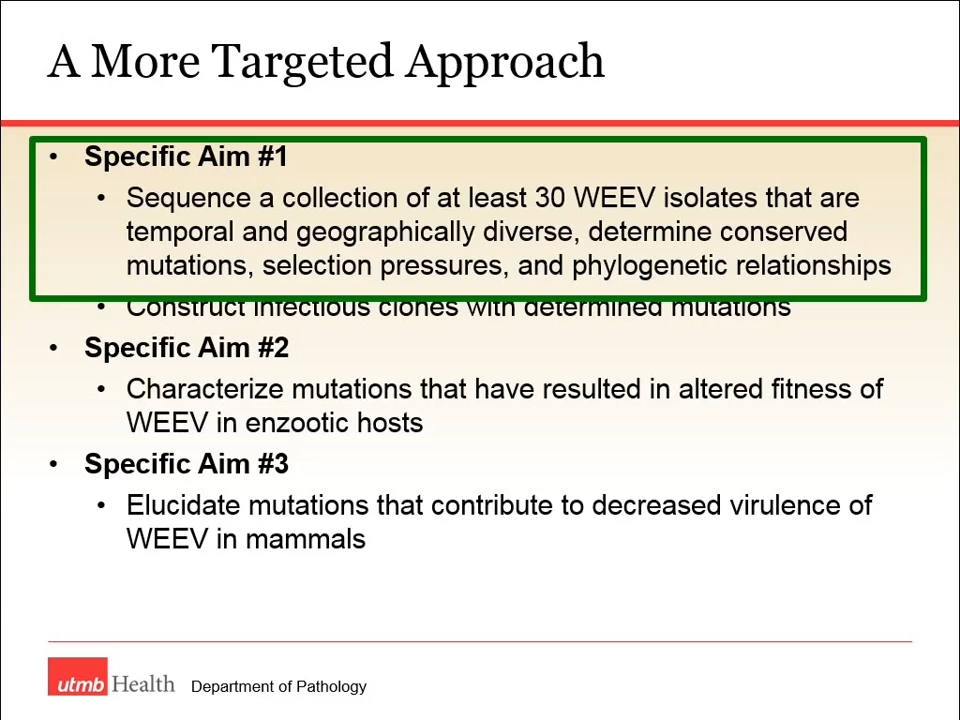 A More Targeted Approach
• Specific Aim #1
• Sequence a collection of at least 30 WEEV isolates that are
temporal and geographically diverse, determine conserved
mutations, selection pressures, and phylogenetic relationships
• Construct infectious clones with determined mutations
• Specific Aim #2
• Characterize mutations that have resulted in altered fitness of
WEEV in enzootic hosts
• Specific Aim #3
• Elucidate mutations that contribute to decreased virulence of
WEEV in mammals
utmb Health Department of Pathology